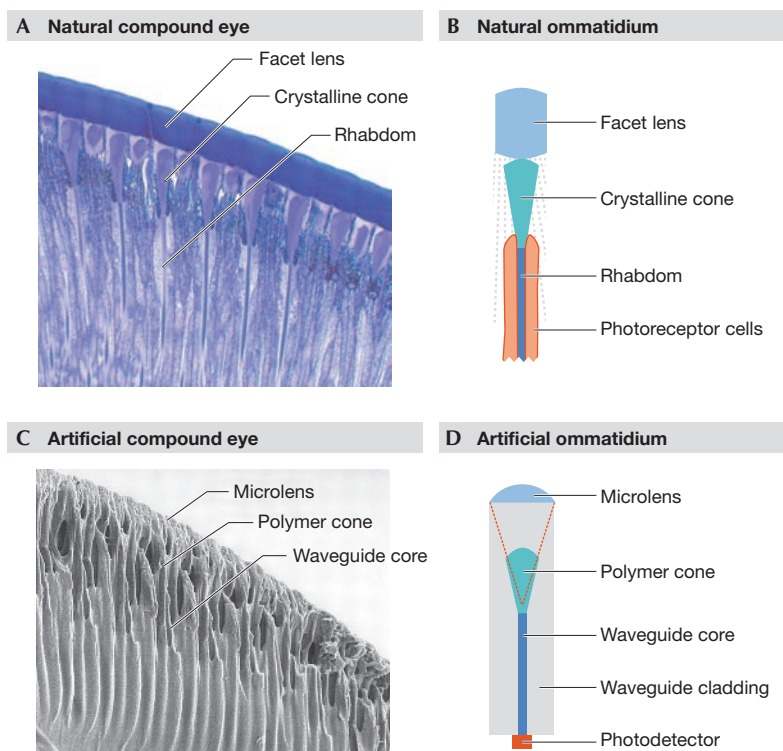 A Natural compound eye
Facet lens
Crystalline cone
Rhabdom
B Natural ommatidium
Facet lens
Crystalline cone
Rhabdom
Photoreceptor cells
C Artificial compound eye
Microlens
Polymer cone
Waveguide core
D Artificial ommatidium
Microlens
Polymer cone
Waveguide core
Waveguide cladding
Photodetector